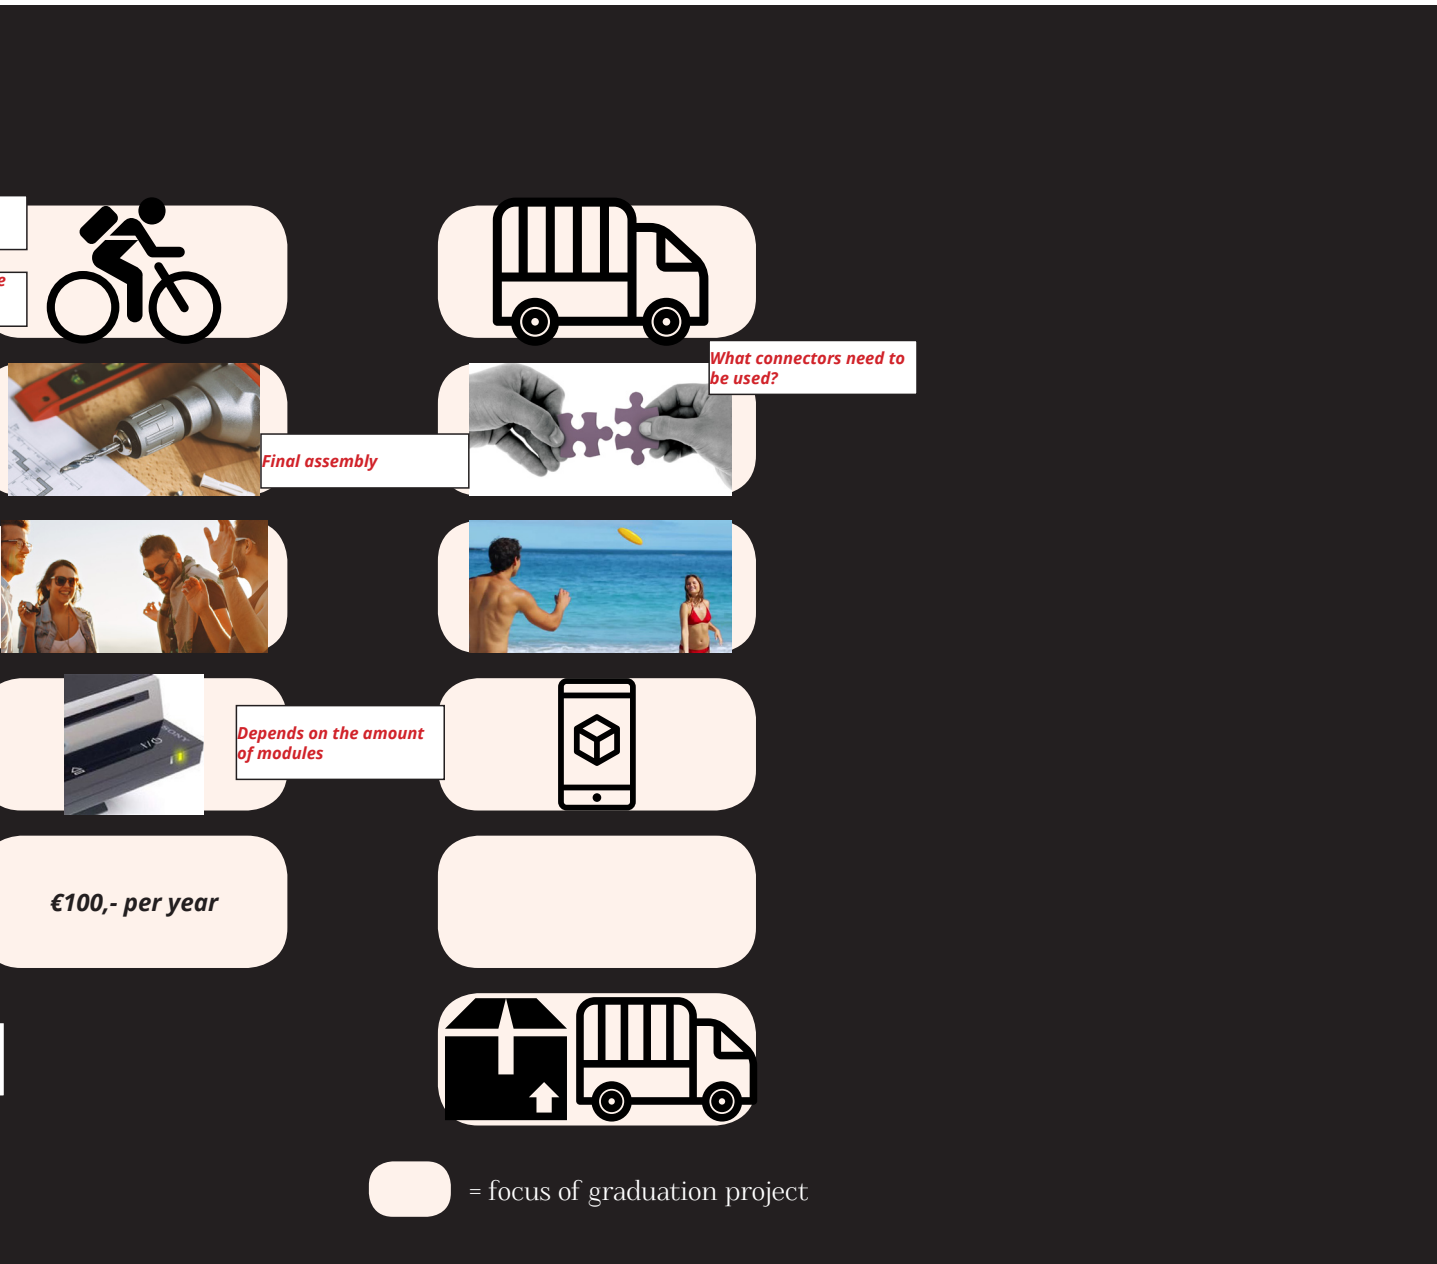 e
What connectors need to
be used?
Final assembly
SONY
Depends on the amount
of modules
€100,- per year
= focus of graduation project